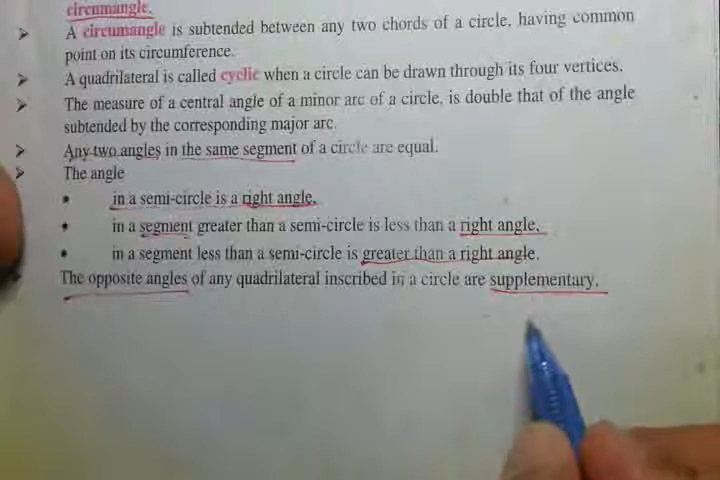 circumangle.
➢ A circumangle is subtended between any two chords of a circle, having common
point on its circumference.
➢ A quadrilateral is called cyclic when a circle can be drawn through its four vertices.
➢ The measure of a central angle of a minor arc of a circle, is double that of the angle
subtended by the corresponding major arc.
➢ Any two angles in the same segment of a circle are equal.
➢ The angle
• in a semi-circle is a right angle,
• in a segment greater than a semi-circle is less than a right angle,
• in a segment less than a semi-circle is greater than a right angle.
The opposite angles of any quadrilateral inscribed in a circle are supplementary.